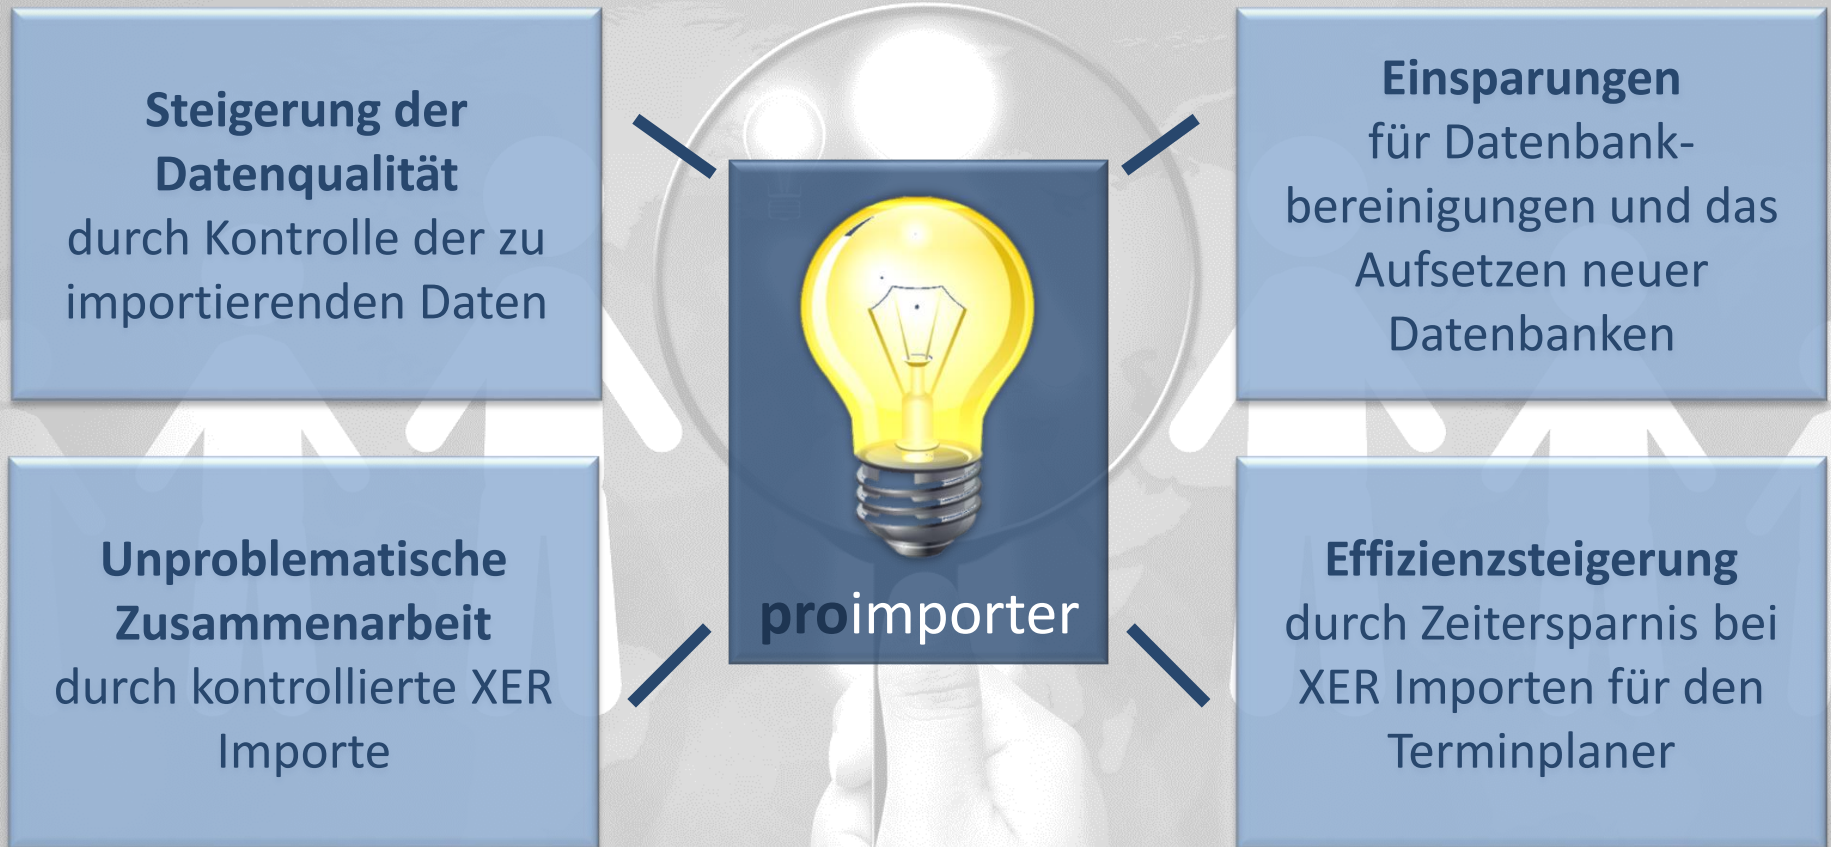 Steigerung der
Datenqualität
durch Kontrolle der zu
importierenden Daten
Einsparungen
für Datenbank-
bereinigungen und das
Aufsetzen neuer
Datenbanken
proimporter
Unproblematische
Zusammenarbeit
durch kontrollierte XER
Importe
Effizienzsteigerung
durch Zeitersparnis bei
XER Importen für den
Terminplaner